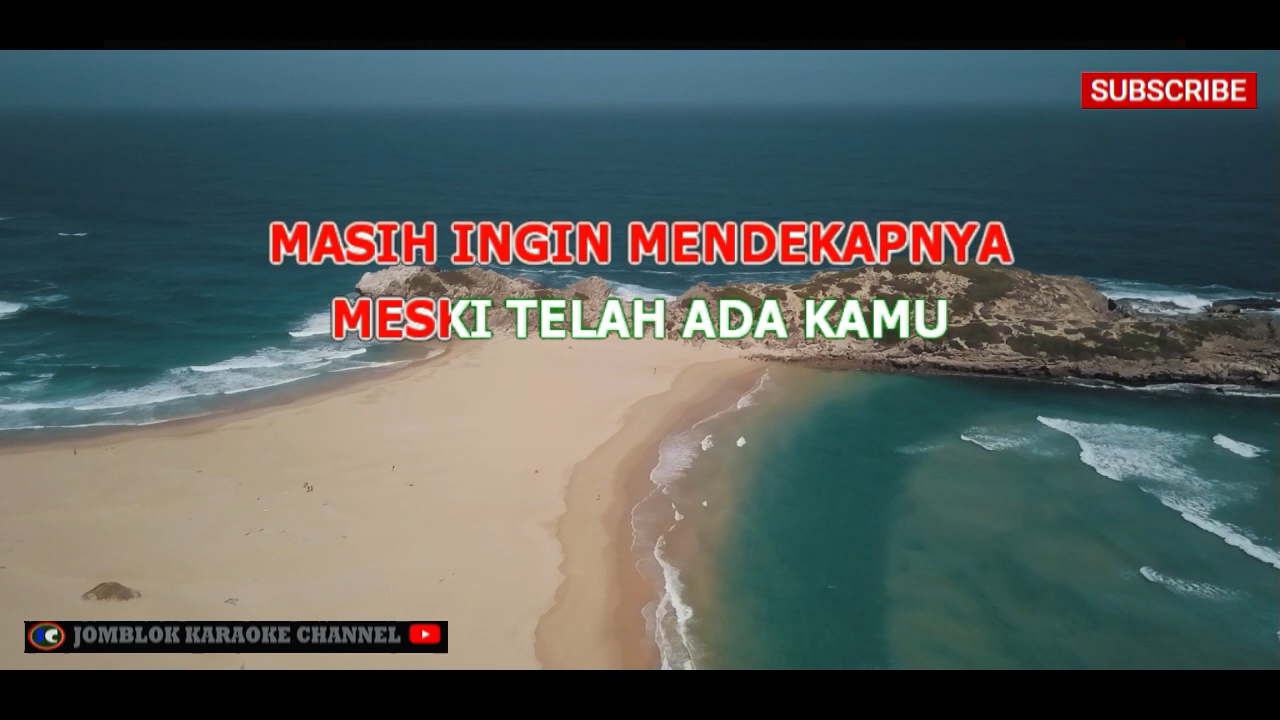 SUBSCRIBE
MASIH INGIN MENDEKAPNYA
MESKI TELAH ADA KAMU
JOMBLOK KARAOKE CHANNEL